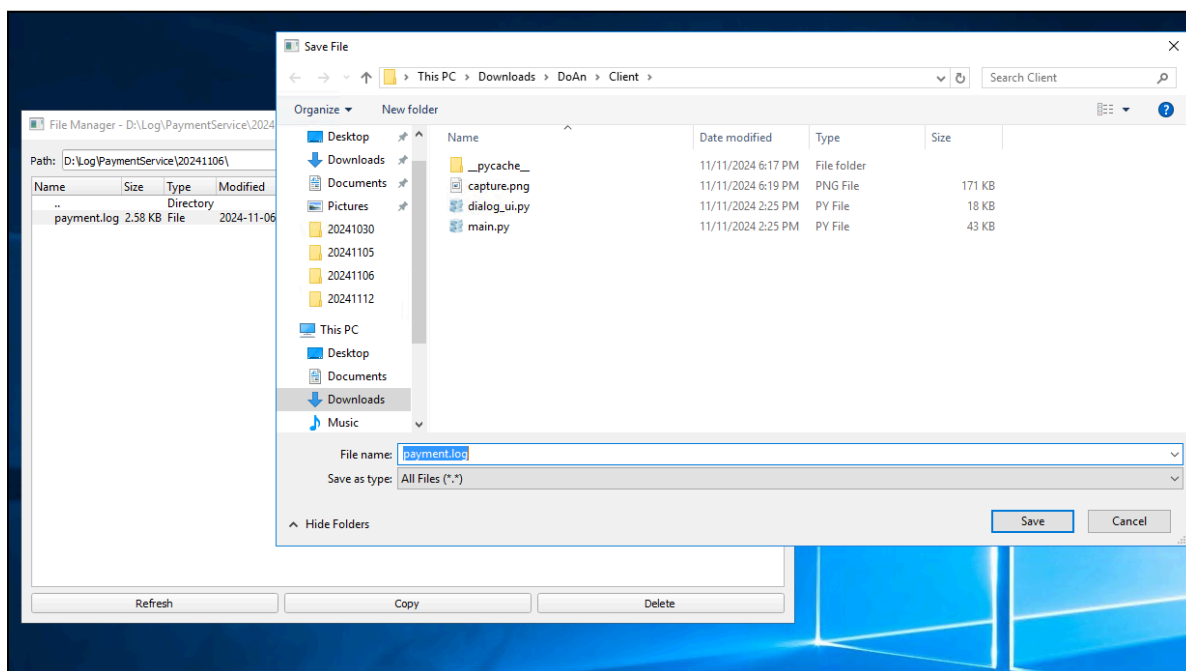 Save File
This PC > Downloads > DoAn > Client >
Search Client
Organize
New folder
File Manager - D:\Log\PaymentService\2024
Path: D:\Log\PaymentService\20241106\
Name Size Type Modified
.. Directory
payment.log 2.58 KB File 2024-11-06
Desktop
Downloads
Documents
Pictures
20241030
20241105
20241106
20241112
This PC
Desktop
Documents
Downloads
Music
Name Date modified Type Size
__pycache__ 11/11/2024 6:17 PM File folder
capture.png 11/11/2024 6:19 PM PNG File 171 KB
dialog_ui.py 11/11/2024 2:25 PM PY File 18 KB
main.py 11/11/2024 2:25 PM PY File 43 KB
File name: payment.log
Save as type: All Files (*.*)
Hide Folders
Save
Cancel
Refresh
Copy
Delete